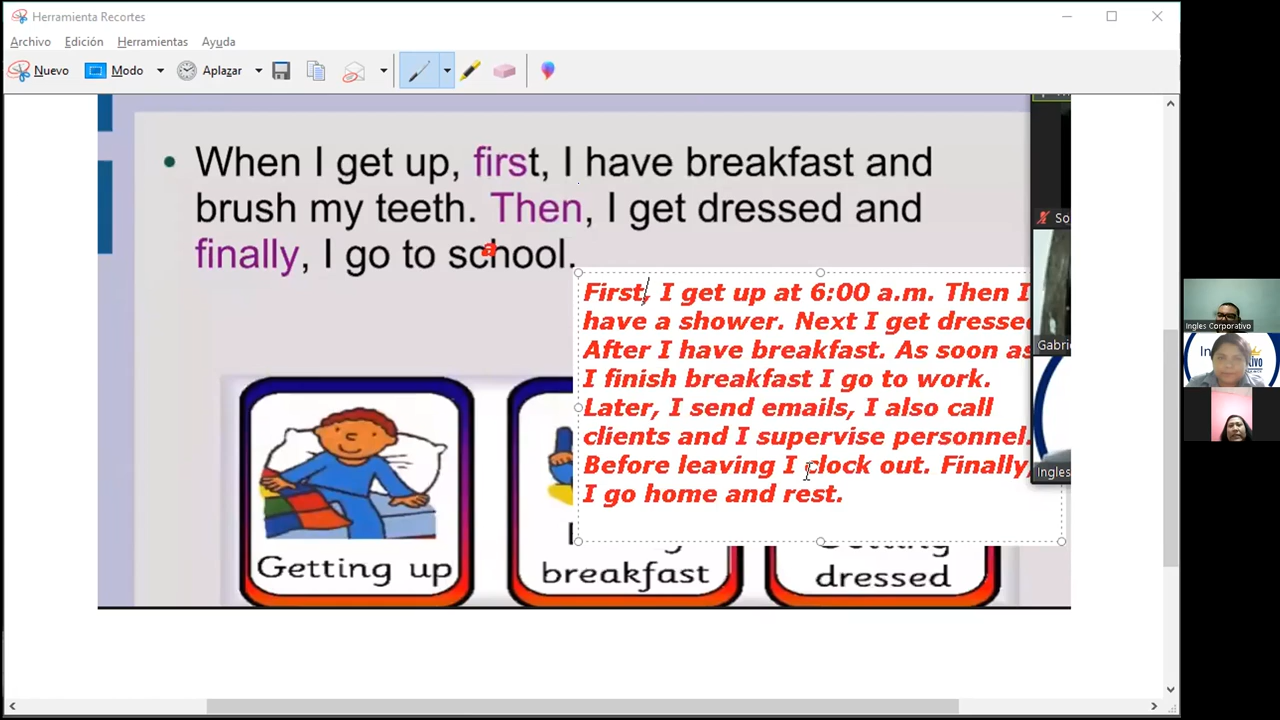 Herramienta Recortes
Archivo Edición Herramientas Ayuda
Nuevo Modo Aplazar
• When I get up, first, I have breakfast and
brush my teeth. Then, I get dressed and
finally, I go to school.
a
First, I get up at 6:00 a.m. Then I
have a shower. Next I get dressed
After I have breakfast. As soon as
I finish breakfast I go to work.
Later, I send emails, I also call
clients and I supervise personnel.
Before leaving I clock out. Finally,
I go home and rest.
Getting up
breakfast
Getting
dressed
So
Gabri
Ingles
Ingles Corporativo